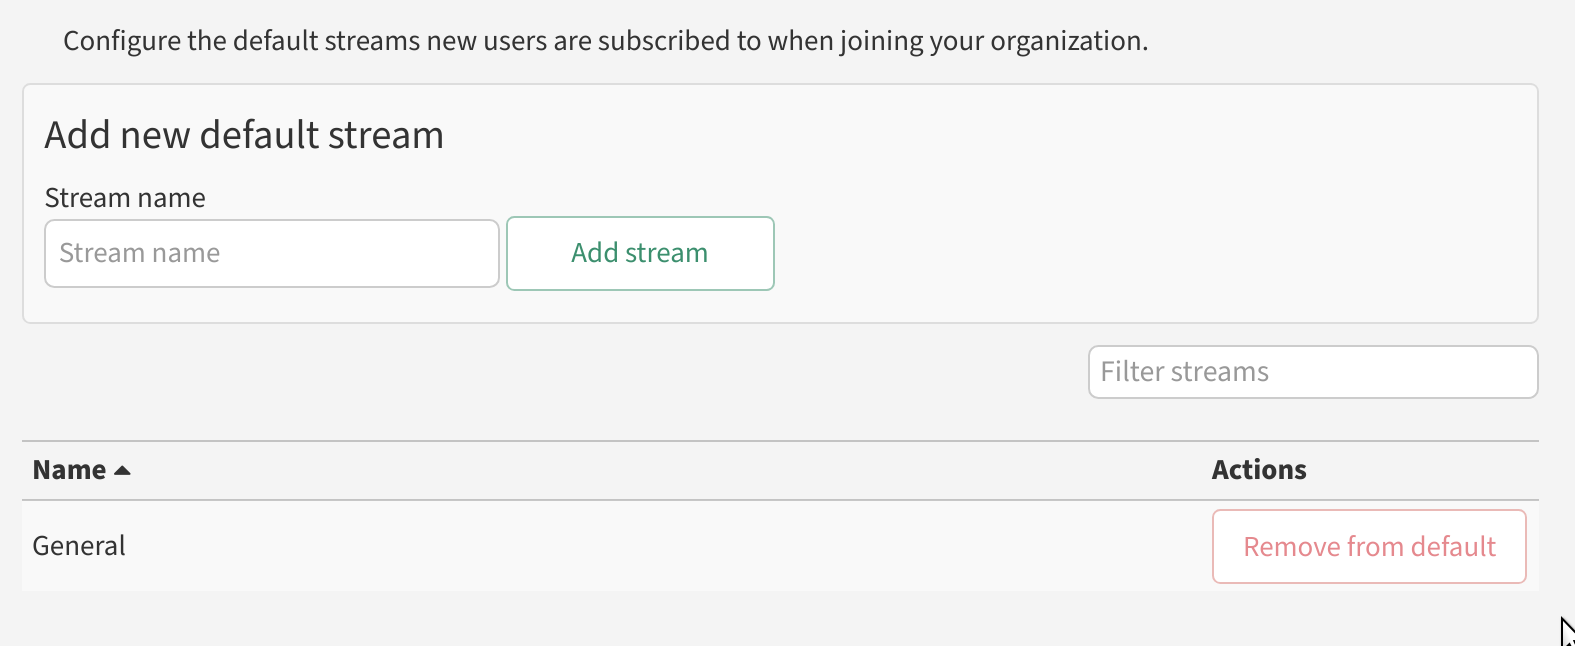 Configure the default streams new users are subscribed to when joining your organization.
Add new default stream
Stream name
Stream name Add stream
Filter streams
Name Actions
General Remove from default